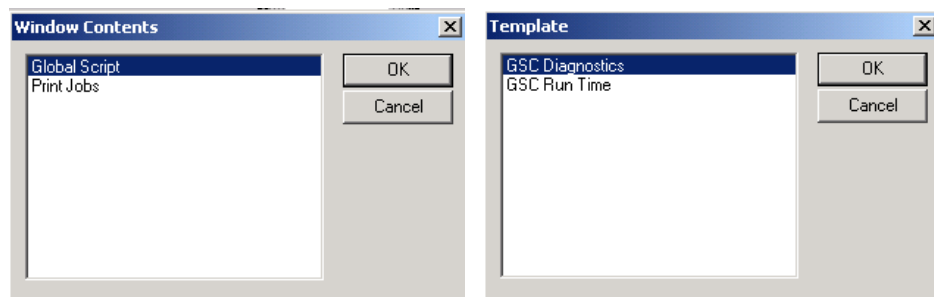 Window Contents
Global Script
Print Jobs
OK
Cancel
Template
GSC Diagnostics
GSC Run Time
OK
Cancel